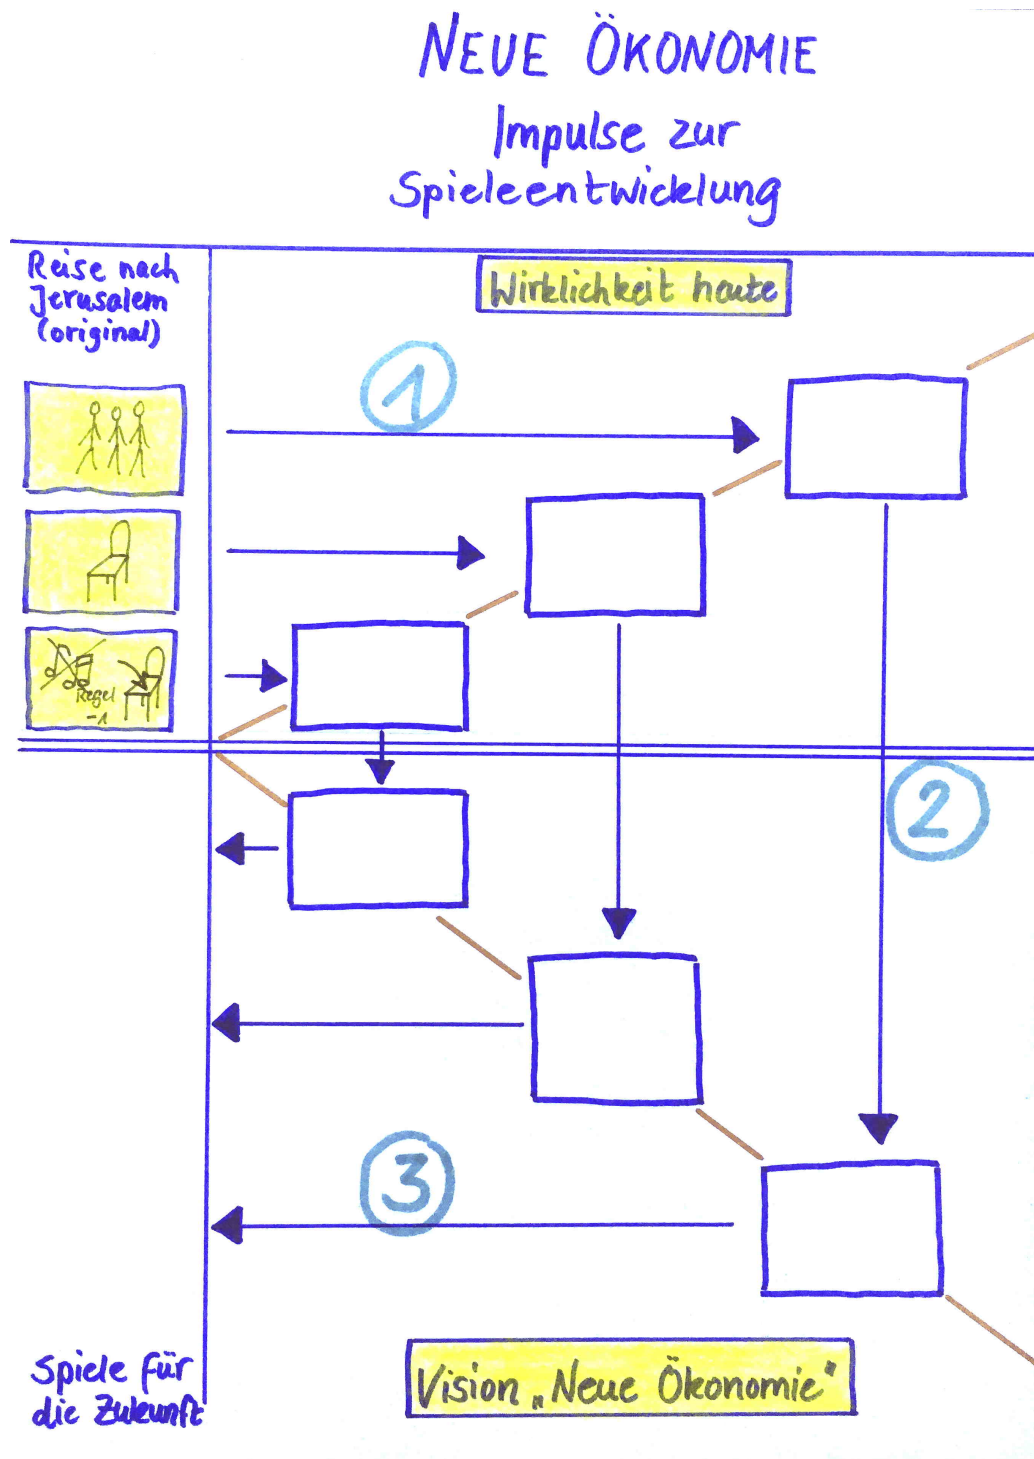 NEUE ÖKONOMIE
Impulse zur
Spieleentwicklung
Reise nach
Jerusalem
(original)
Wirklichkeit heute
1
Regel
-1
2
3
Spiele für
die Zukunft
Vision „Neue Ökonomie"